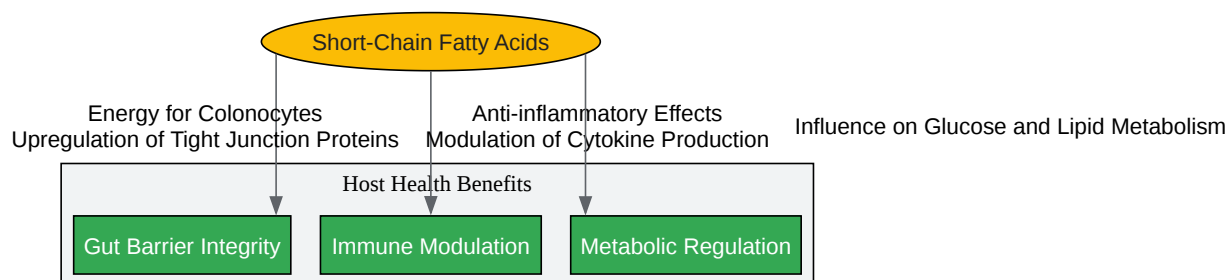 Short-Chain Fatty Acids
Energy for Colonocytes
Upregulation of Tight Junction Proteins
Anti-inflammatory Effects
Modulation of Cytokine Production
Influence on Glucose and Lipid Metabolism
Host Health Benefits
Gut Barrier Integrity
Immune Modulation
Metabolic Regulation